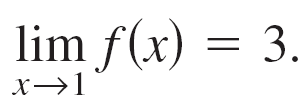 lim f(x) = 3.
x→1